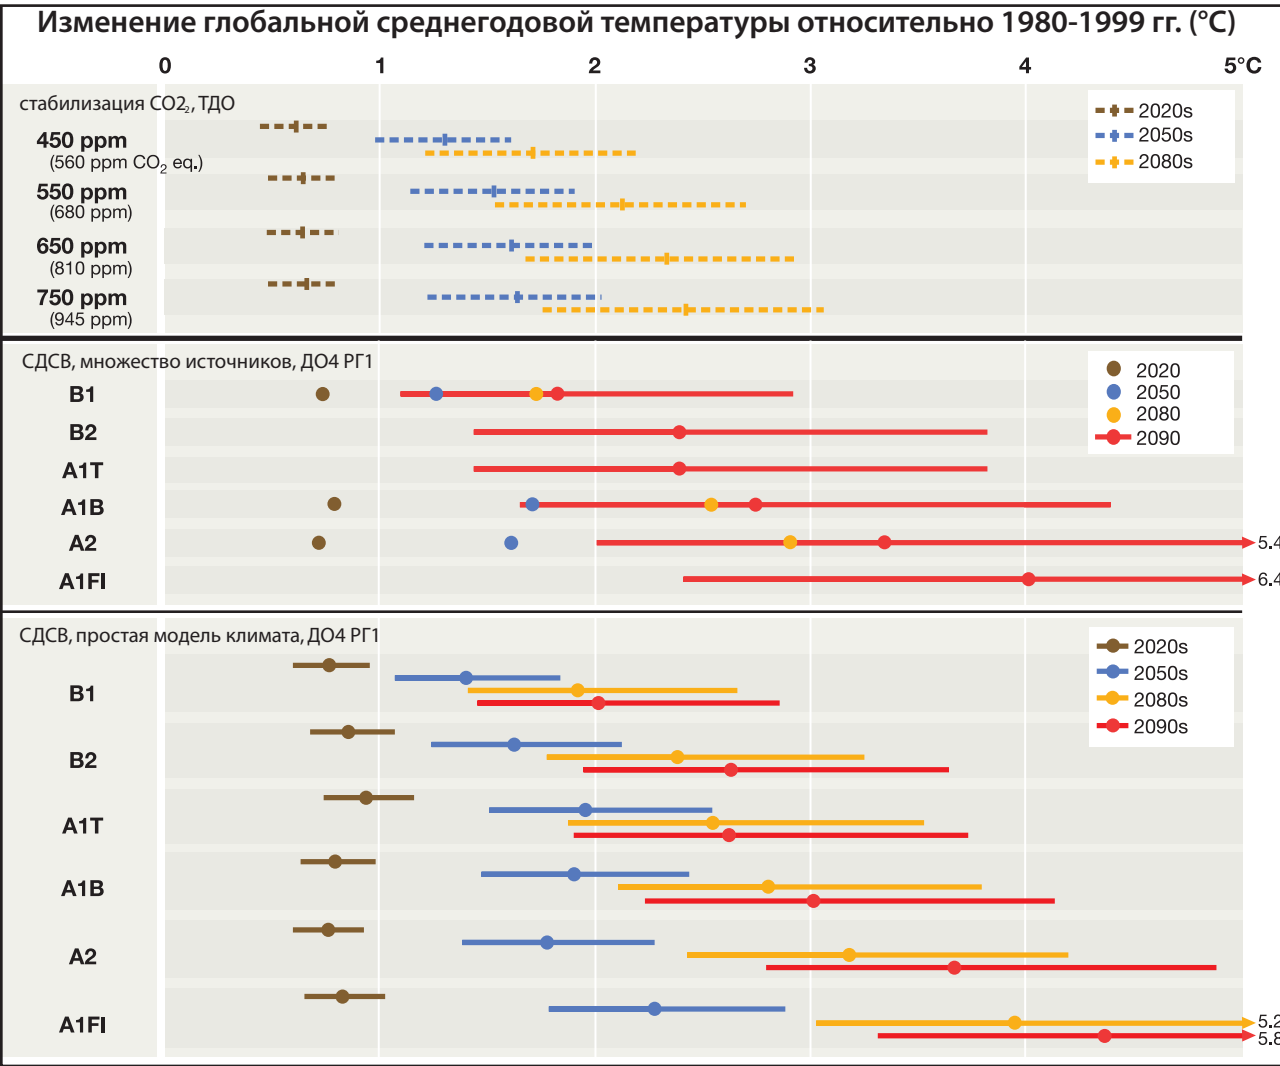 Изменение глобальной среднегодовой температуры относительно 1980-1999 гг. (°C)
0 1 2 3 4 5°C
стабилизация CO2₂, ТДО
450 ppm
(560 ppm CO₂ eq.)
550 ppm
(680 ppm)
650 ppm
(810 ppm)
750 ppm
(945 ppm)
2020s
2050s
2080s
СДСВ, множество источников, ДО4 РГ1
B1
B2
A1T
A1B
A2
A1FI
2020
2050
2080
2090
5.4
6.4
СДСВ, простая модель климата, ДО4 РГ1
B1
B2
A1T
A1B
A2
A1FI
2020s
2050s
2080s
2090s
5.2
5.8